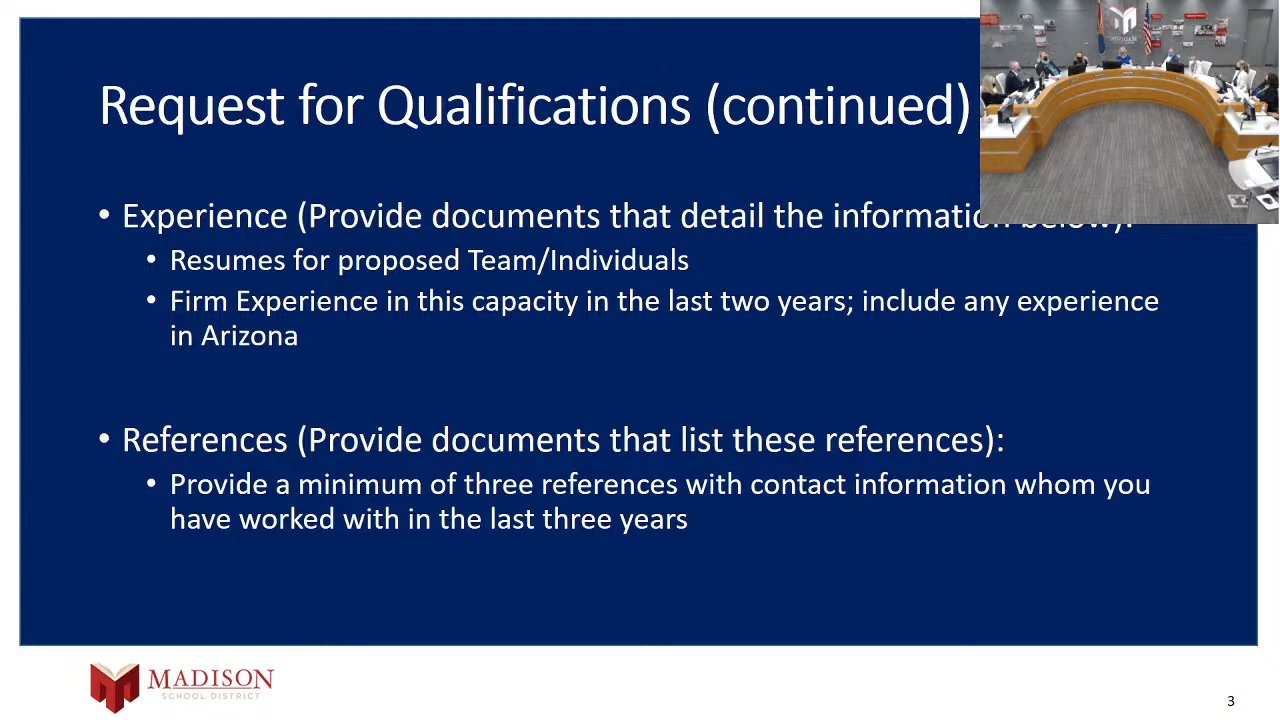 Request for Qualifications (continued)
• Experience (Provide documents that detail the information below):
• Resumes for proposed Team/Individuals
• Firm Experience in this capacity in the last two years; include any experience
in Arizona
• References (Provide documents that list these references):
• Provide a minimum of three references with contact information whom you
have worked with in the last three years
MADISON
SCHOOL DISTRICT
3